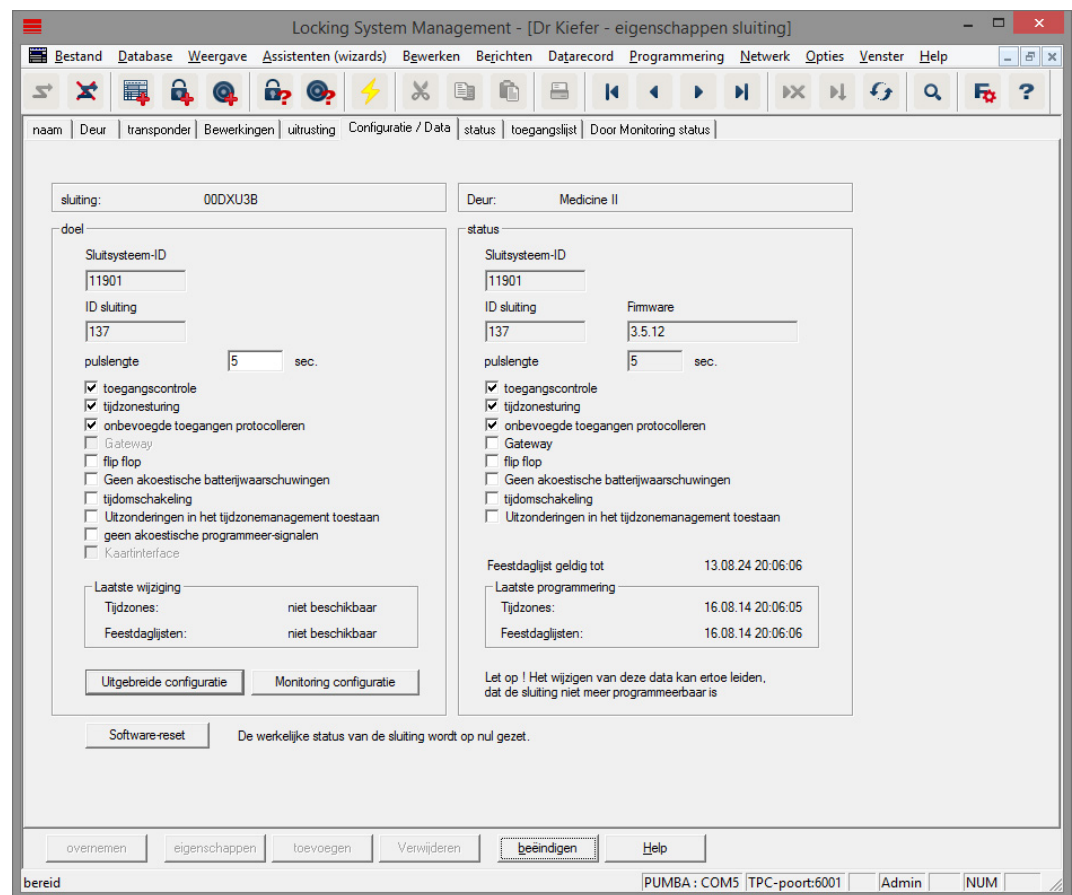 Locking System Management - [Dr Kiefer - eigenschappen sluiting]
Bestand Database Weergave Assistenten (wizards) Bewerken Berichten Datarecord Programmering Netwerk Opties Venster Help
naam Deur transponder Bewerkingen uitrusting Configuratie / Data status toegangslijst Door Monitoring status
sluiting: 00DXU3B
Deur: Medicine II
doel
Sluitsysteem-ID
11901
ID sluiting
137
pulslengte 5 sec.
toegangscontrole
tijdzonesturing
onbevoegde toegangen protocolleren
Gateway
flip flop
Geen akoestische batterijwaarschuwingen
tijdomschakeling
Uitzonderingen in het tijdzonemanagement toestaan
geen akoestische programmeer-signalen
Kaartinterface
Laatste wijziging
Tijdzones: niet beschikbaar
Feestdaglijsten: niet beschikbaar
Uitgebreide configuratie Monitoring configuratie
status
Sluitsysteem-ID
11901
ID sluiting Firmware
137 3.5.12
pulslengte 5 sec.
toegangscontrole
tijdzonesturing
onbevoegde toegangen protocolleren
Gateway
flip flop
Geen akoestische batterijwaarschuwingen
tijdomschakeling
Uitzonderingen in het tijdzonemanagement toestaan
Feestdaglijst geldig tot 13.08.24 20:06:06
Laatste programmering
Tijdzones: 16.08.14 20:06:05
Feestdaglijsten: 16.08.14 20:06:06
Let op ! Het wijzigen van deze data kan ertoe leiden,
dat de sluiting niet meer programmeerbaar is
Software-reset De werkelijke status van de sluiting wordt op nul gezet.
overnemen eigenschappen toevoegen Verwijderen beëindigen Help
bereid PUMBA : COM5 TPC-poort:6001 Admin NUM